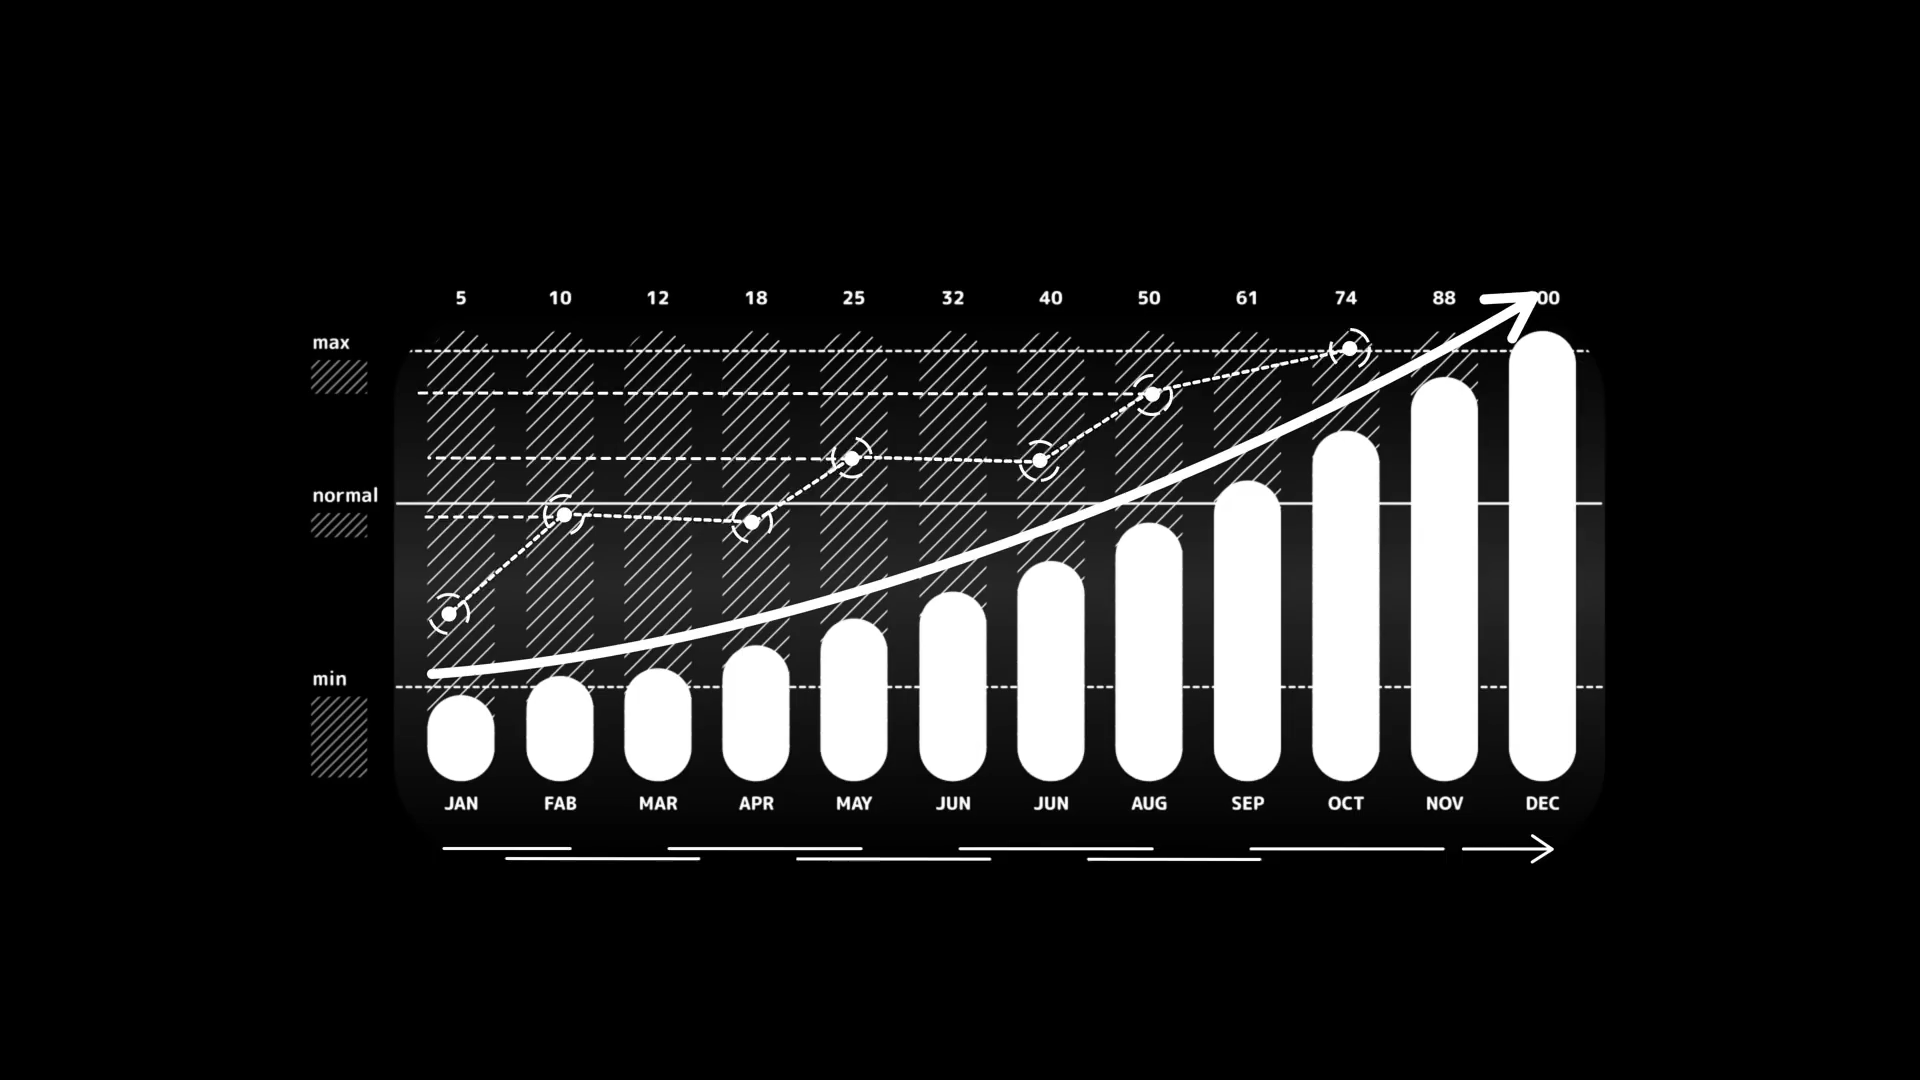 5 10 12 18 25 32 40 50 61 74 88 00
max
normal
min
JAN FAB MAR APR MAY JUN JUN AUG SEP OCT NOV DEC